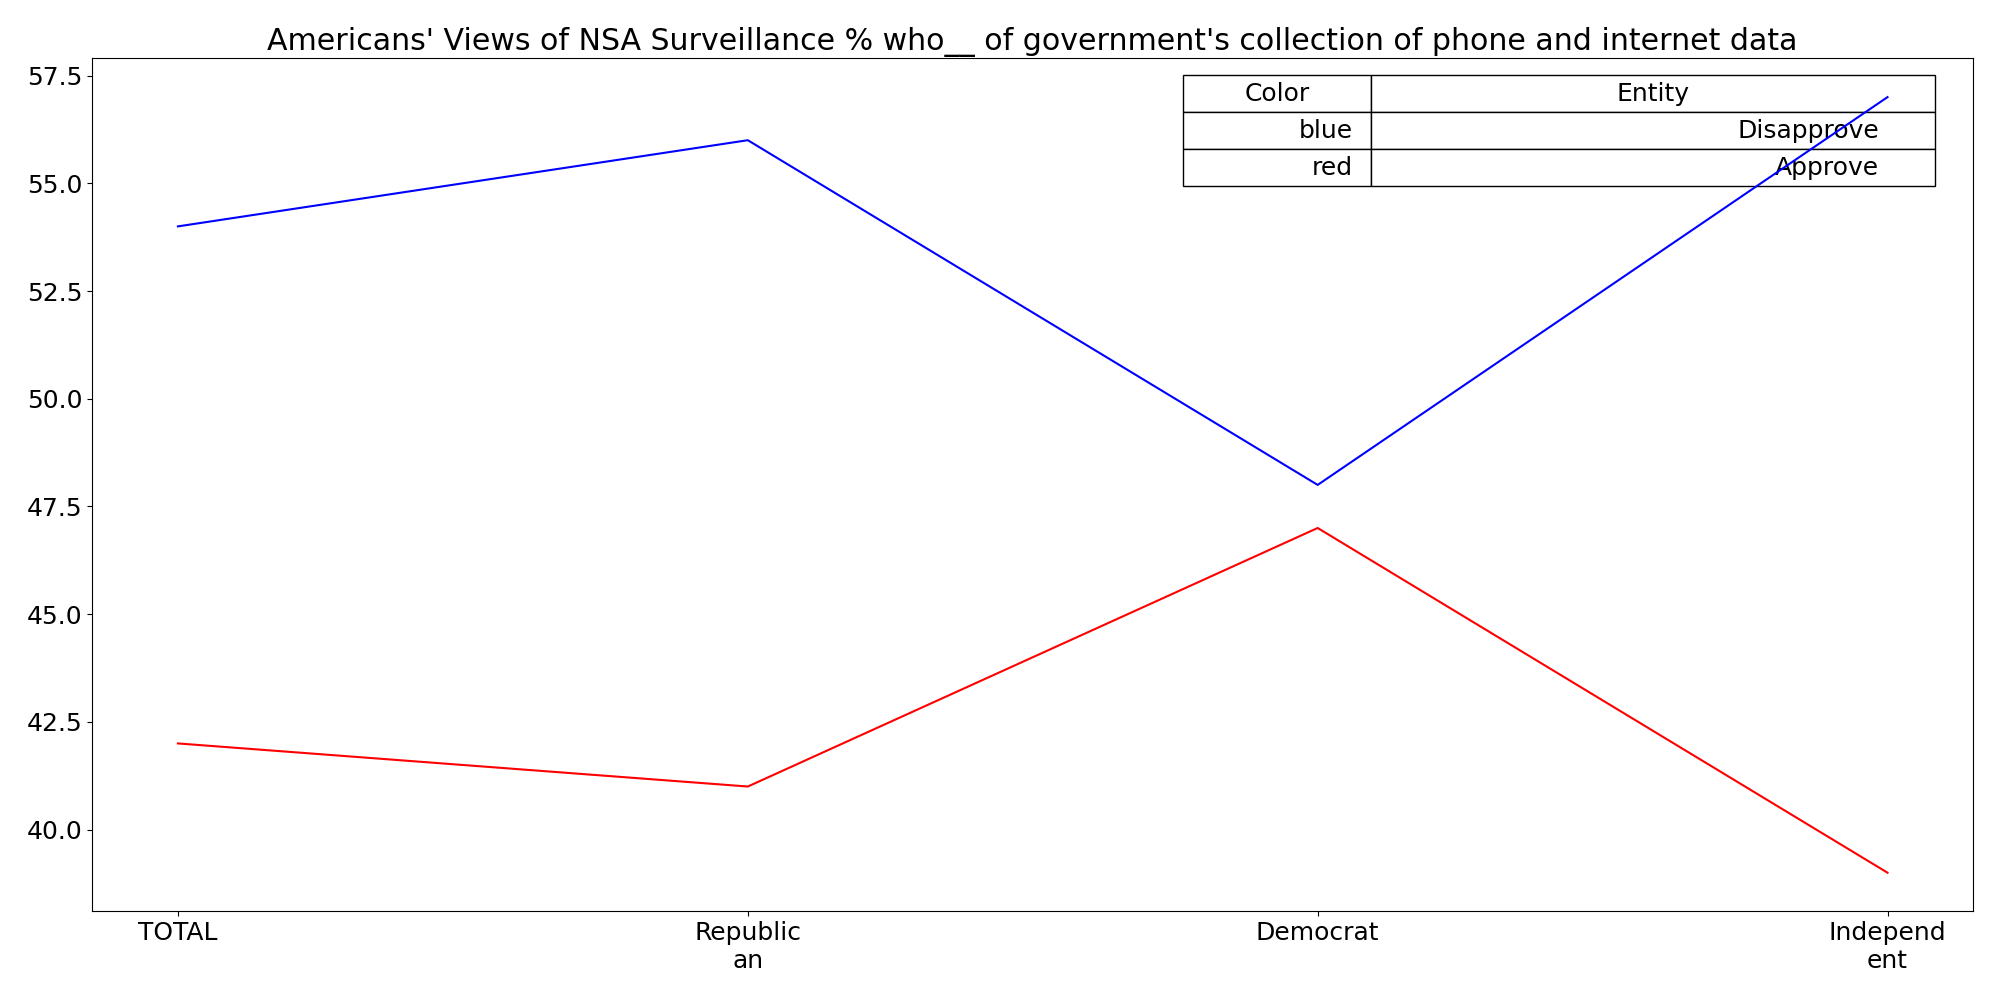 Americans' Views of NSA Surveillance % who__ of government's collection of phone and internet data
57.5
55.0
52.5
50.0
47.5
45.0
42.5
40.0
Color Entity
blue Disapprove
red Approve
TOTAL Republic Democrat Independ
an ent